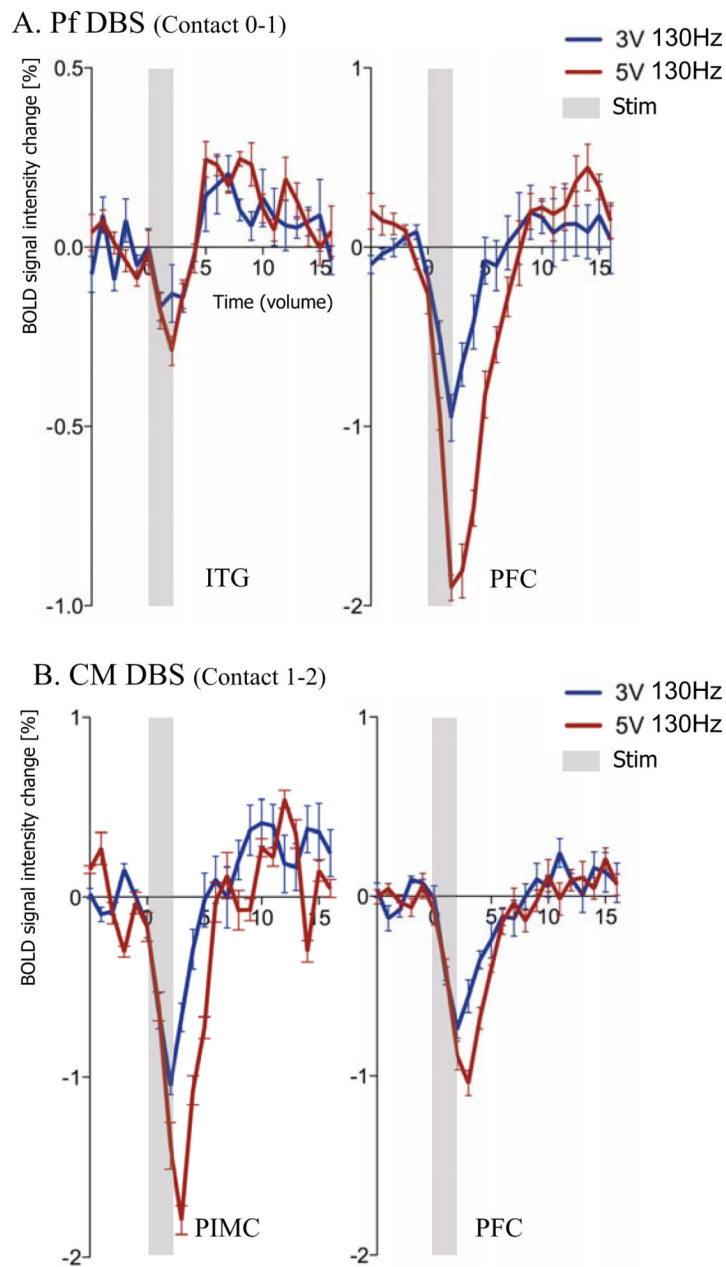 A. Pf DBS (Contact 0-1)
3V 130Hz
5V 130Hz
Stim
BOLD signal intensity change [%]
0.5
0.0
-0.5
-1.0
0
5
10
15
Time (volume)
ITG
1
0
-1
-2
0
5
10
15
PFC
B. CM DBS (Contact 1-2)
3V 130Hz
5V 130Hz
Stim
BOLD signal intensity change [%]
1
0
-1
-2
0
5
10
15
PIMC
1
0
-1
-2
0
5
10
15
PFC